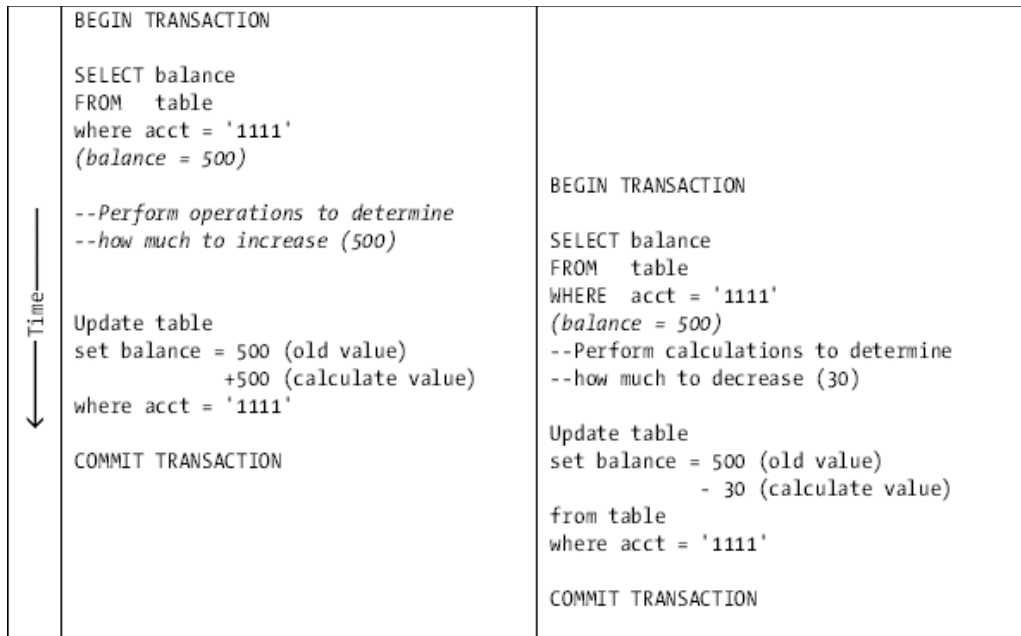 BEGIN TRANSACTION
SELECT balance
FROM   table
where acct = '1111'
(balance = 500)
--Perform operations to determine
--how much to increase (500)
Update table
set balance = 500 (old value)
+500 (calculate value)
where acct = '1111'
COMMIT TRANSACTION
Time
BEGIN TRANSACTION
SELECT balance
FROM   table
WHERE  acct = '1111'
(balance = 500)
--Perform calculations to determine
--how much to decrease (30)
Update table
set balance = 500 (old value)
- 30 (calculate value)
from table
where acct = '1111'
COMMIT TRANSACTION